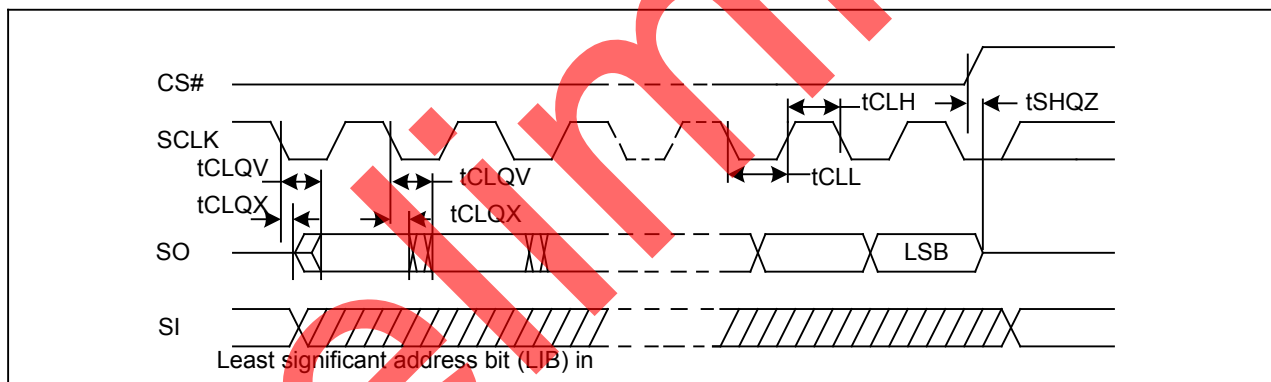 CS#
tCLH
tSHQZ
SCLK
tCLQV
tCLQV
tCLL
tCLQX
tCLQX
SO
LSB
SI
Least significant address bit (LIB) in